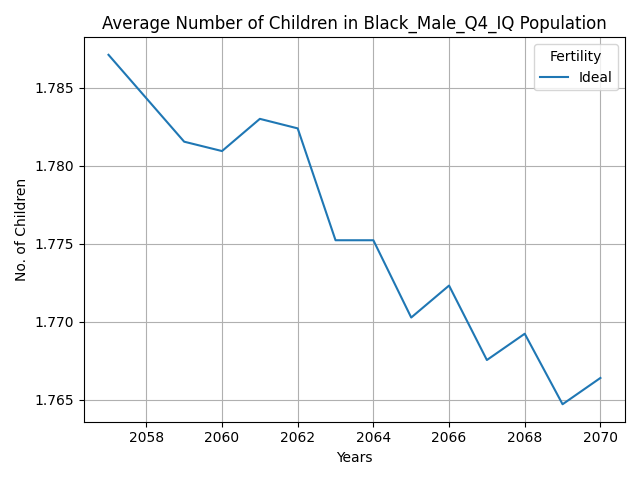 Average Number of Children in Black_Male_Q4_IQ Population
Fertility
Ideal
No. of Children
1.785
1.780
1.775
1.770
1.765
2058 2060 2062 2064 2066 2068 2070
Years